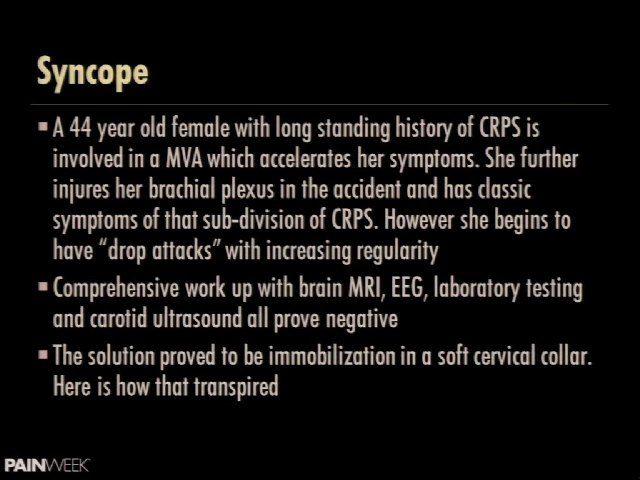 Syncope
A 44 year old female with long standing history of CRPS is
involved in a MVA which accelerates her symptoms. She further
injures her brachial plexus in the accident and has classic
symptoms of that sub-division of CRPS. However she begins to
have “drop attacks” with increasing regularity
Comprehensive work up with brain MRI, EEG, laboratory testing
and carotid ultrasound all prove negative
The solution proved to be immobilization in a soft cervical collar.
Here is how that transpired
PAINWEEK